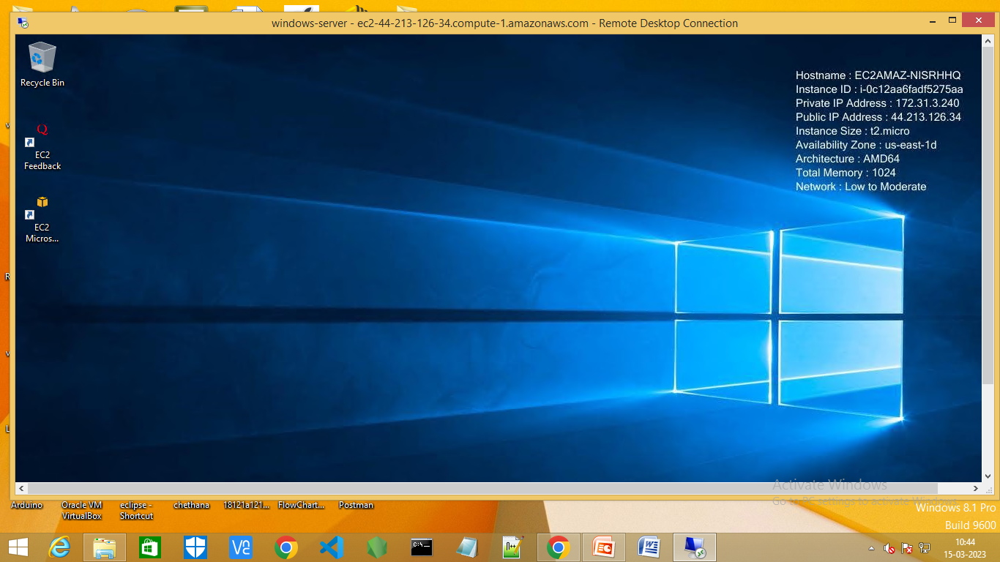 windows-server - ec2-44-213-126-34.compute-1.amazonaws.com - Remote Desktop Connection
Recycle Bin
EC2
Feedback
EC2
Micros...
Hostname : EC2AMAZ-NISRHHQ
Instance ID : i-0c12aa6fadf5275aa
Private IP Address : 172.31.3.240
Public IP Address : 44.213.126.34
Instance Size : t2.micro
Availability Zone : us-east-1d
Architecture : AMD64
Total Memory : 1024
Network : Low to Moderate
Activate Windows
Go to PC settings to activate Windows.
Arduino
Oracle VM
VirtualBox
eclipse -
Shortcut
chethana
18121a121...
FlowChart...
Postman
Windows 8.1 Pro
Build 9600
10:44
15-03-2023